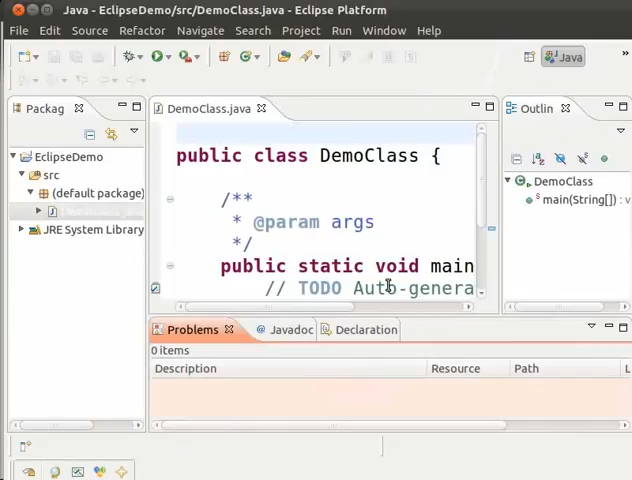 Java - EclipseDemo/src/DemoClass.java - Eclipse Platform
File Edit Source Refactor Navigate Search Project Run Window Help
Java
Packag
DemoClass.java
Outlin
EclipseDemo
src
(default package)
JRE System Library
public class DemoClass {
/**
* @param args
*/
public static void main
// TODO Auto-genera
DemoClass
main(String[])
Problems
Javadoc
Declaration
0 items
Description Resource Path L